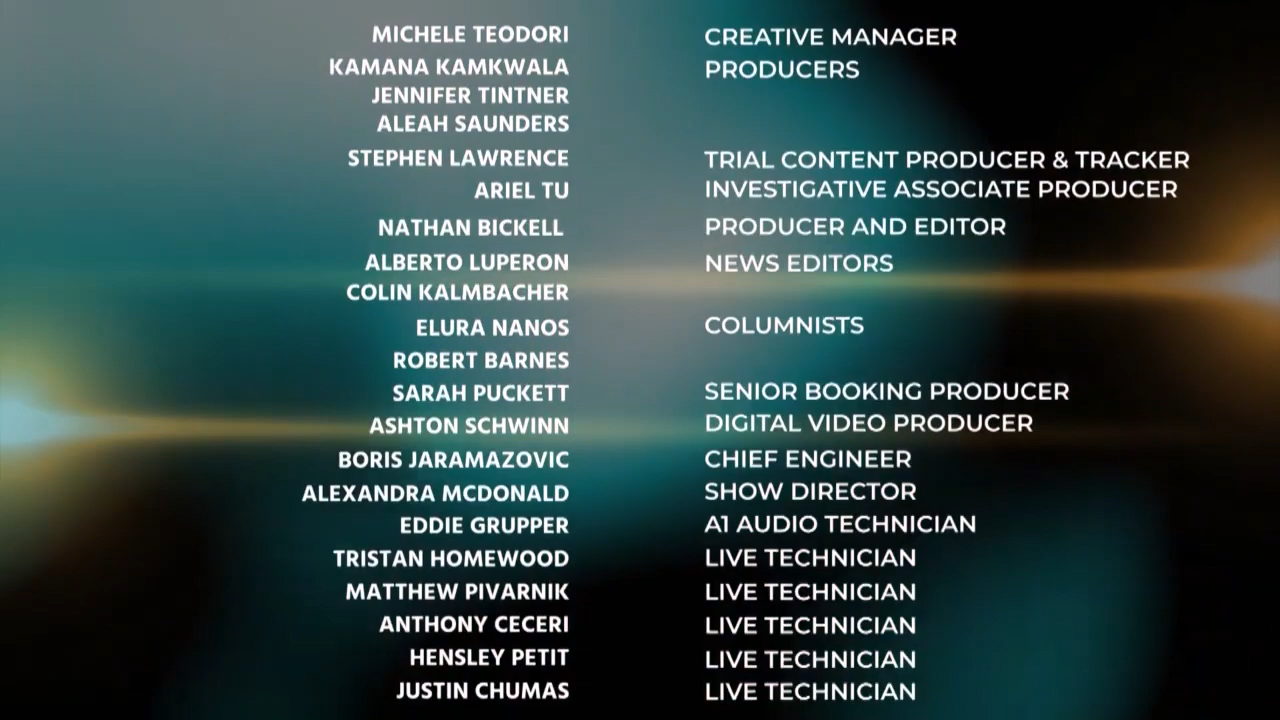 MICHELE TEODORI CREATIVE MANAGER
KAMANA KAMKWALA PRODUCERS
JENNIFER TINTNER
ALEAH SAUNDERS
STEPHEN LAWRENCE TRIAL CONTENT PRODUCER & TRACKER
ARIEL TU INVESTIGATIVE ASSOCIATE PRODUCER
NATHAN BICKELL PRODUCER AND EDITOR
ALBERTO LUPERON NEWS EDITORS
COLIN KALMBACHER
ELURA NANOS COLUMNISTS
ROBERT BARNES
SARAH PUCKETT SENIOR BOOKING PRODUCER
ASHTON SCHWINN DIGITAL VIDEO PRODUCER
BORIS JARAMAZOVIC CHIEF ENGINEER
ALEXANDRA MCDONALD SHOW DIRECTOR
EDDIE GRUPPER A1 AUDIO TECHNICIAN
TRISTAN HOMEWOOD LIVE TECHNICIAN
MATTHEW PIVARNIK LIVE TECHNICIAN
ANTHONY CECERI LIVE TECHNICIAN
HENSLEY PETIT LIVE TECHNICIAN
JUSTIN CHUMAS LIVE TECHNICIAN